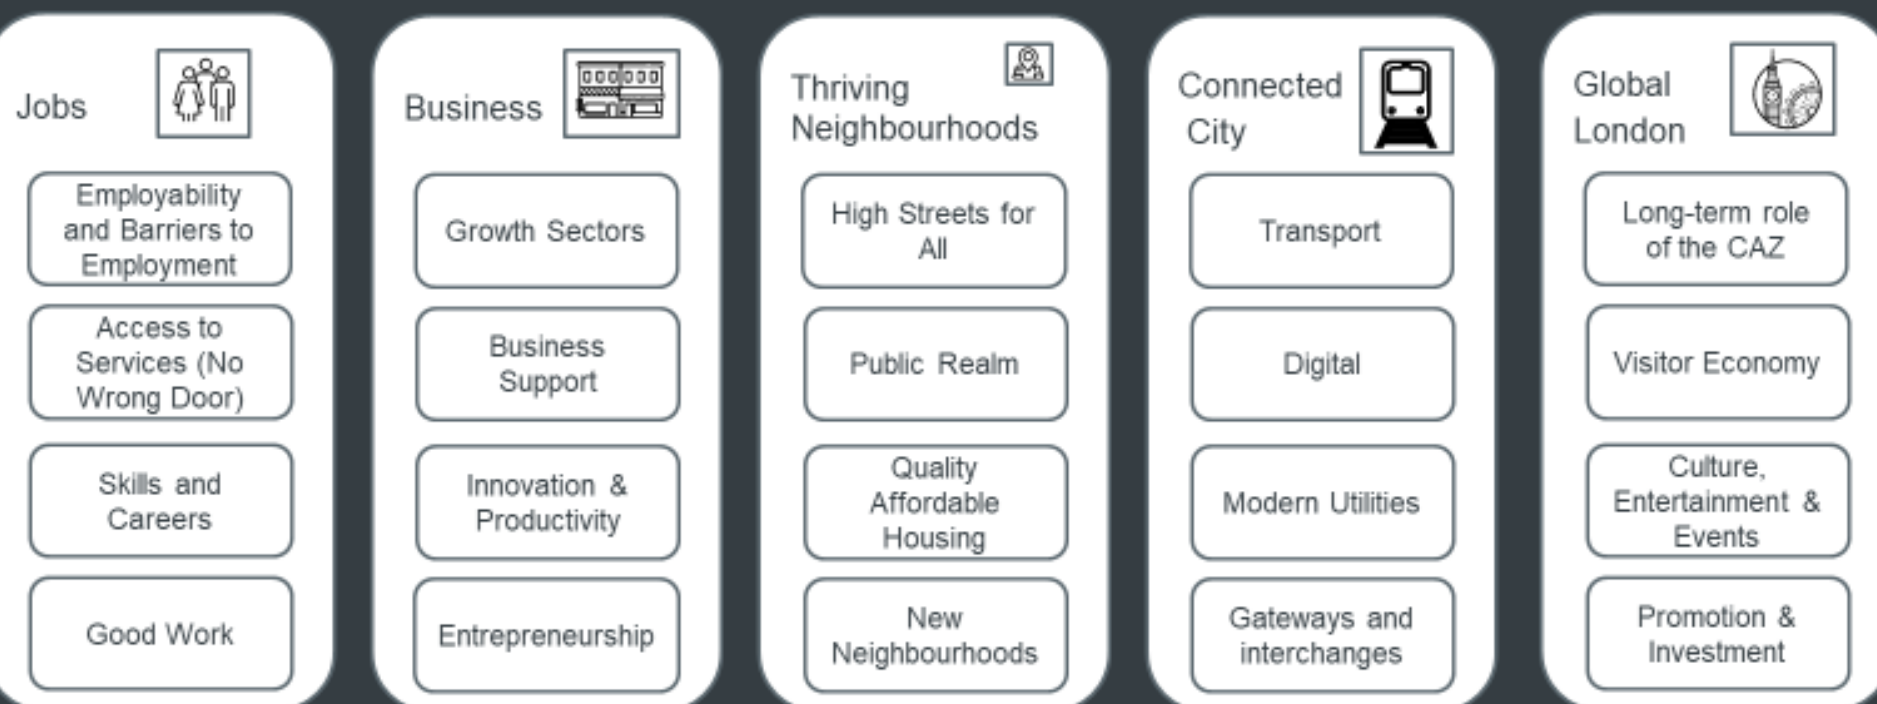 Jobs
Employability
and Barriers to
Employment
Access to
Services (No
Wrong Door)
Skills and
Careers
Good Work
Business
Growth Sectors
Business
Support
Innovation &
Productivity
Entrepreneurship
Thriving
Neighbourhoods
High Streets for
All
Public Realm
Quality
Affordable
Housing
New
Neighbourhoods
Connected
City
Transport
Digital
Modern Utilities
Gateways and
interchanges
Global
London
Long-term role
of the CAZ
Visitor Economy
Culture,
Entertainment &
Events
Promotion &
Investment